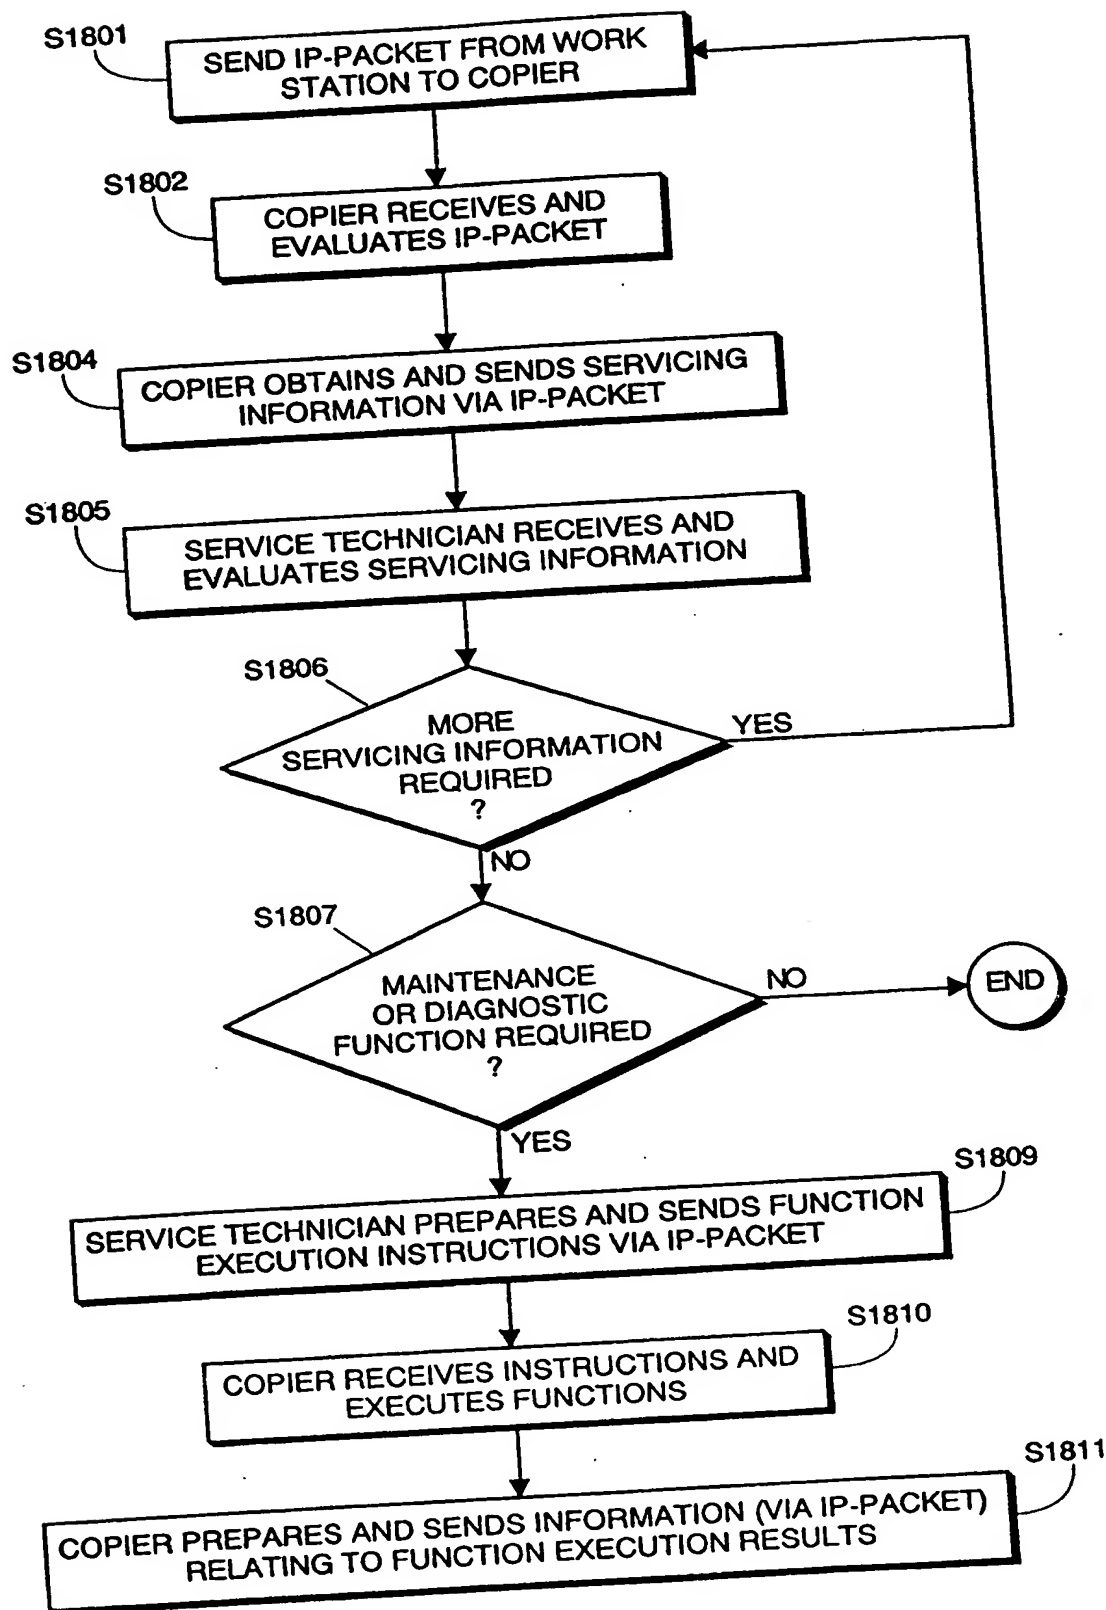 S1801
SEND IP-PACKET FROM WORK
STATION TO COPIER
S1802
COPIER RECEIVES AND
EVALUATES IP-PACKET
S1804
COPIER OBTAINS AND SENDS SERVICING
INFORMATION VIA IP-PACKET
S1805
SERVICE TECHNICIAN RECEIVES AND
EVALUATES SERVICING INFORMATION
S1806
MORE
SERVICING INFORMATION
REQUIRED
?
YES
NO
S1807
MAINTENANCE
OR DIAGNOSTIC
FUNCTION REQUIRED
?
NO
END
YES
S1809
SERVICE TECHNICIAN PREPARES AND SENDS FUNCTION
EXECUTION INSTRUCTIONS VIA IP-PACKET
S1810
COPIER RECEIVES INSTRUCTIONS AND
EXECUTES FUNCTIONS
S1811
COPIER PREPARES AND SENDS INFORMATION (VIA IP-PACKET)
RELATING TO FUNCTION EXECUTION RESULTS